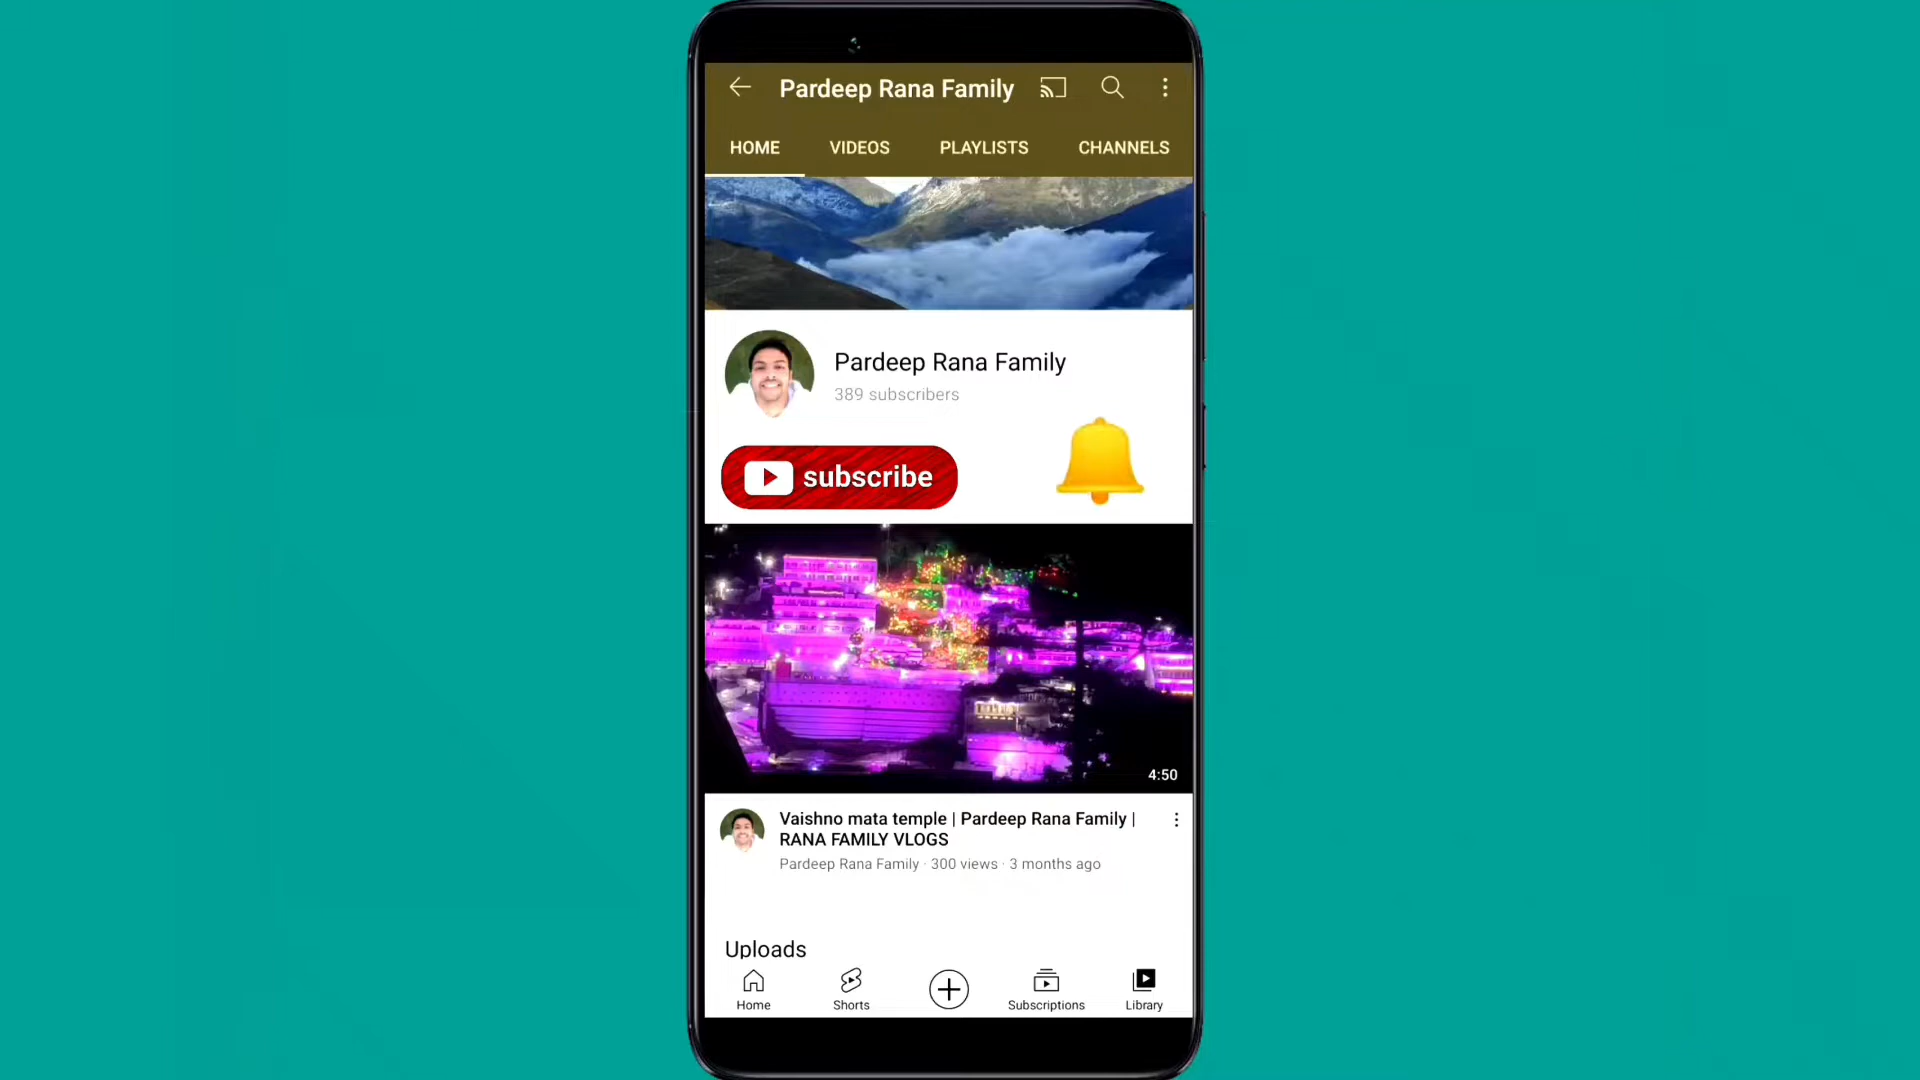 Pardeep Rana Family
HOME VIDEOS PLAYLISTS CHANNELS
Pardeep Rana Family
389 subscribers
subscribe
4:50
Vaishno mata temple | Pardeep Rana Family |
RANA FAMILY VLOGS
Pardeep Rana Family · 300 views · 3 months ago
Uploads
Home Shorts Subscriptions Library